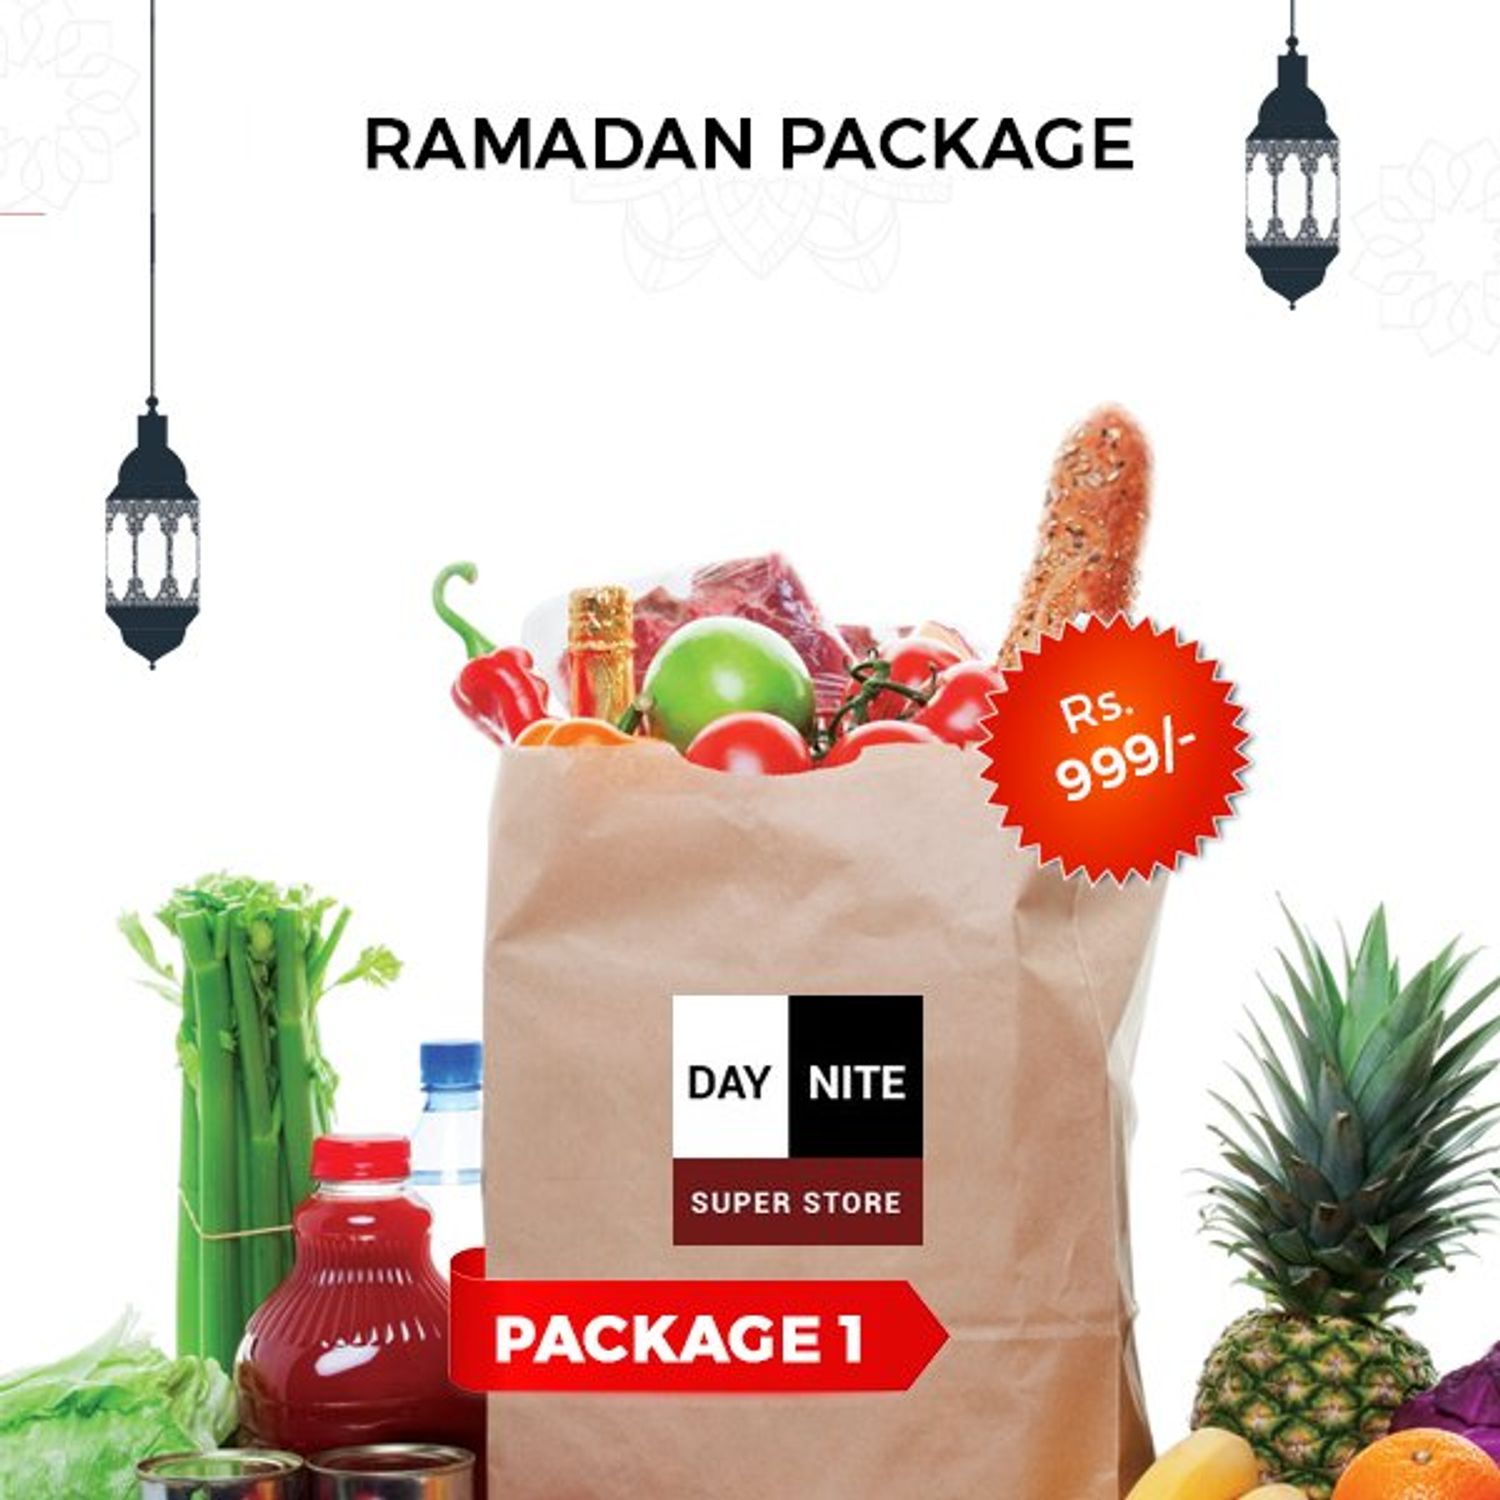 RAMADAN PACKAGE
Rs.
999/-
DAY NITE
SUPER STORE
PACKAGE 1